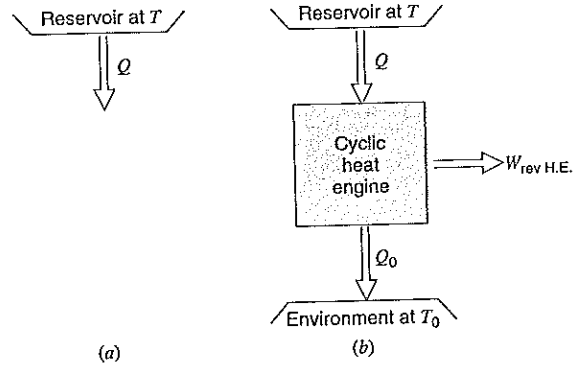 Reservoir at T
Q
(a)
Reservoir at T
Q
Cyclic
heat
engine
W_rev H.E.
Q_0
Environment at T_0
(b)